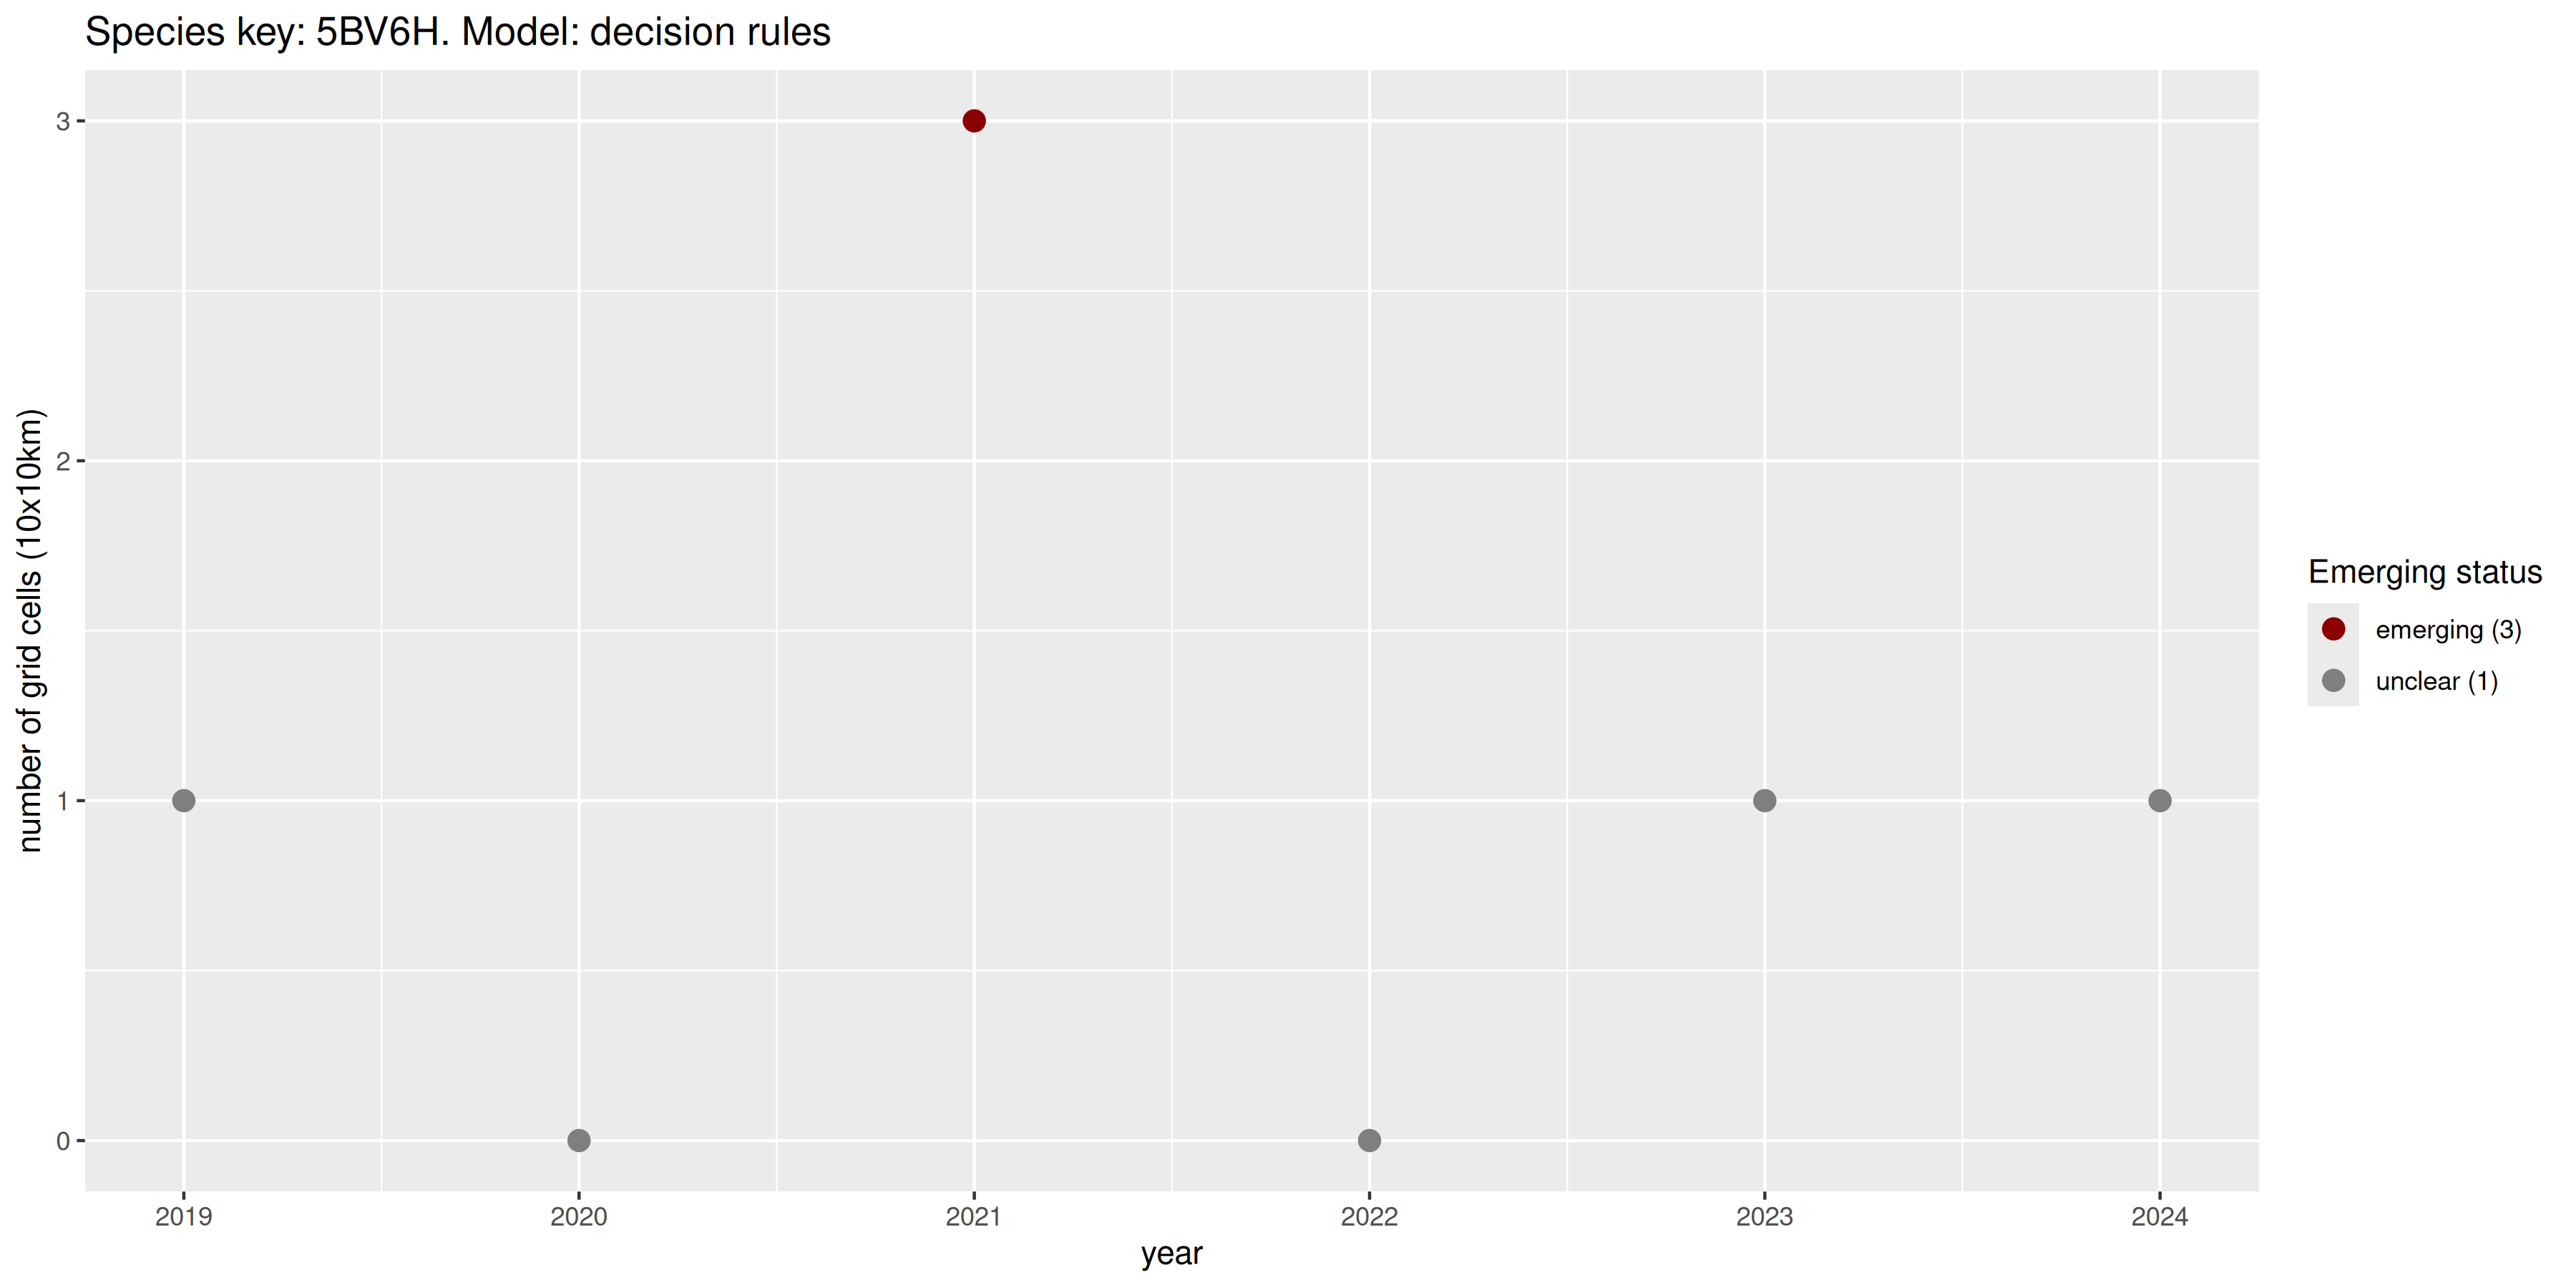 Species key: 5BV6H. Model: decision rules
number of grid cells (10x10km)
3
2
1
0
2019 2020 2021 2022 2023 2024
year
Emerging status
emerging (3)
unclear (1)